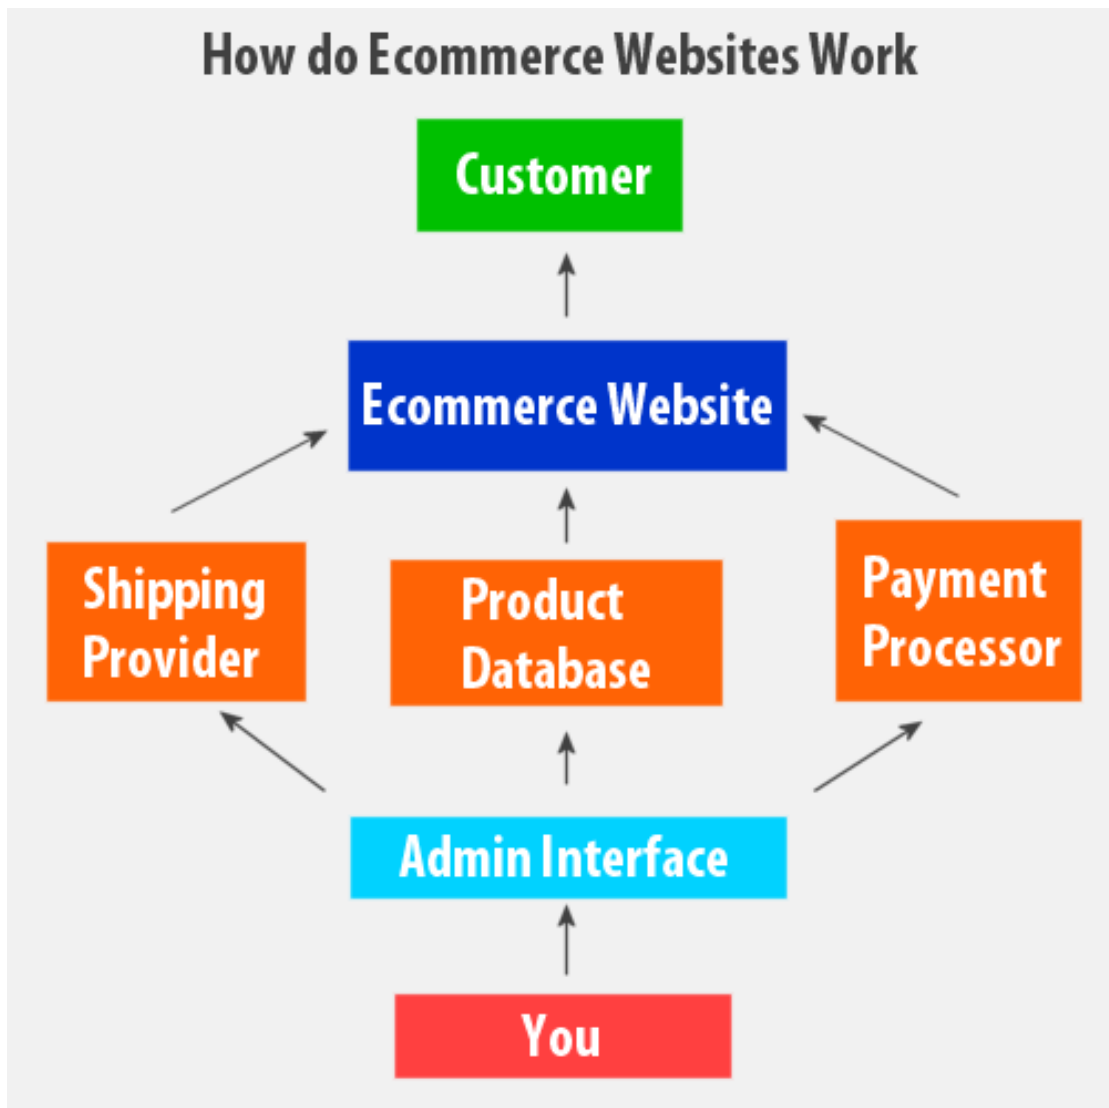 How do Ecommerce Websites Work
Customer
Ecommerce Website
Shipping
Provider
Product
Database
Payment
Processor
Admin Interface
You